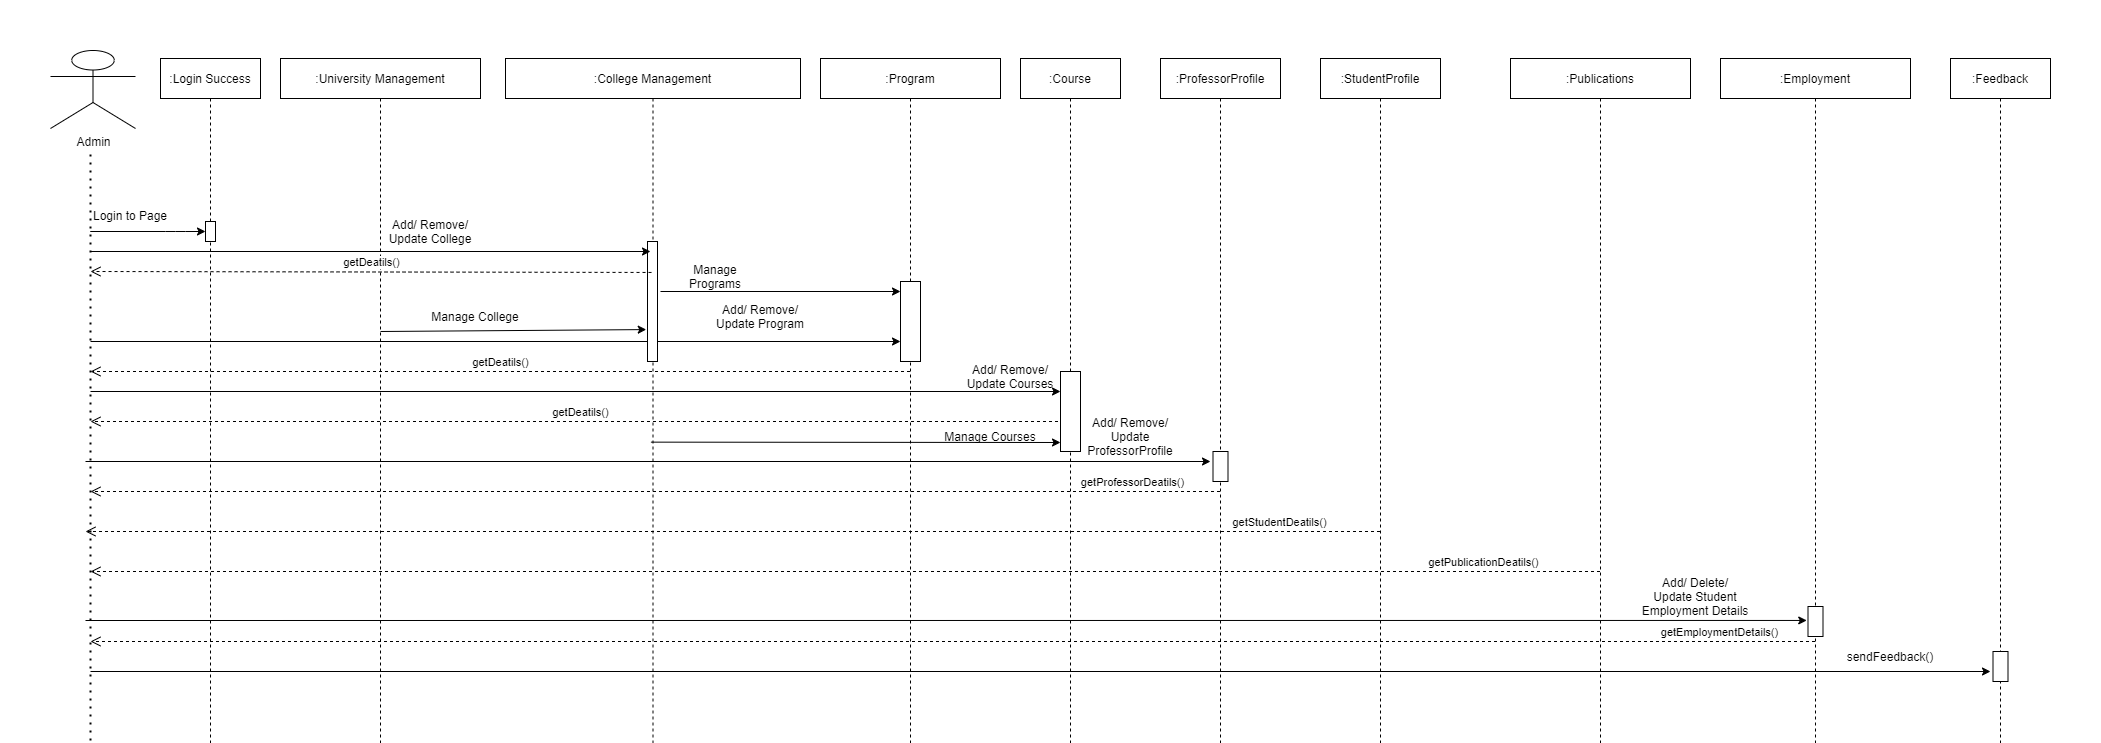 :Login Success
:University Management
:College Management
:Program
:Course
:ProfessorProfile
:StudentProfile
:Publications
:Employment
:Feedback
Admin
Login to Page
Add/ Remove/
Update College
getDeatils()
Manage
Programs
Manage College
Add/ Remove/
Update Program
getDeatils()
Add/ Remove/
Update Courses
getDeatils()
Manage Courses
Add/ Remove/
Update
ProfessorProfile
getProfessorDeatils()
getStudentDeatils()
getPublicationDeatils()
Add/ Delete/
Update Student
Employment Details
getEmploymentDetails()
sendFeedback()